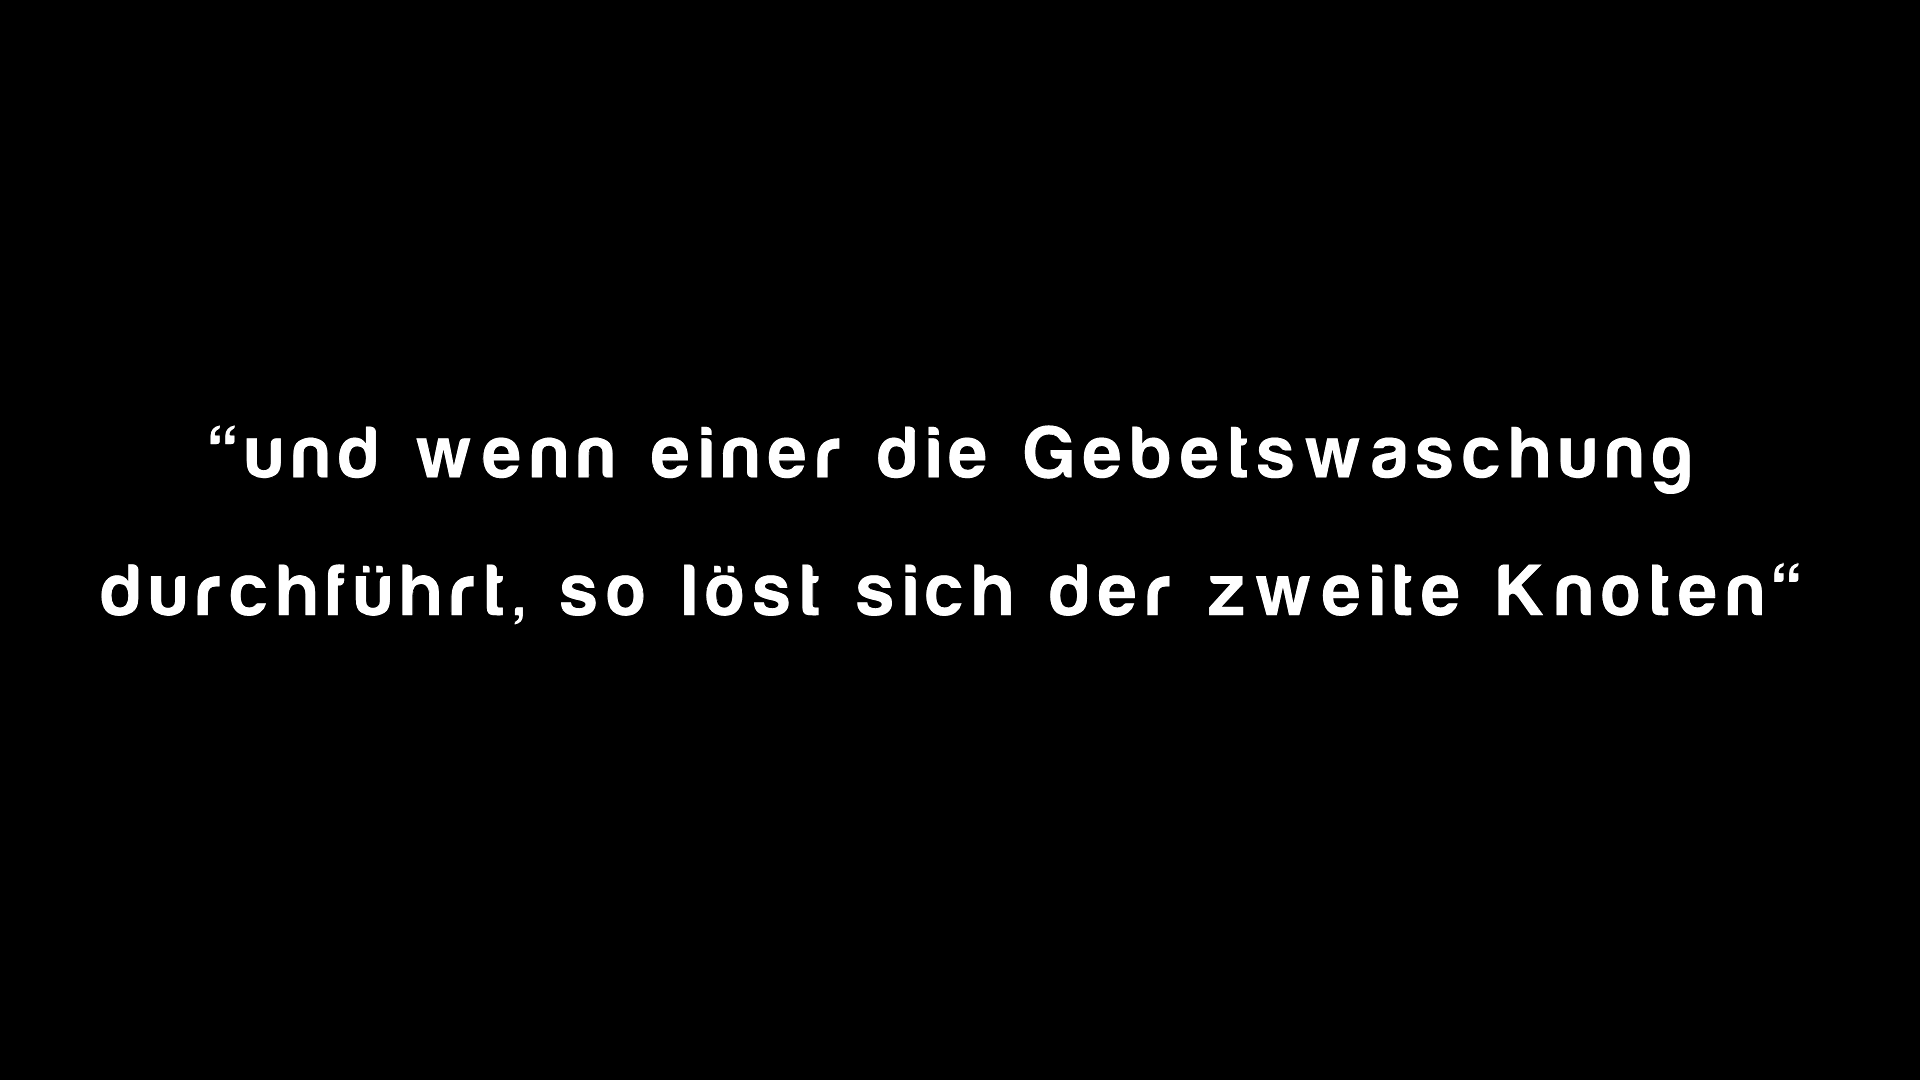 “und wenn einer die Gebetswaschung
durchführt, so löst sich der zweite Knoten“